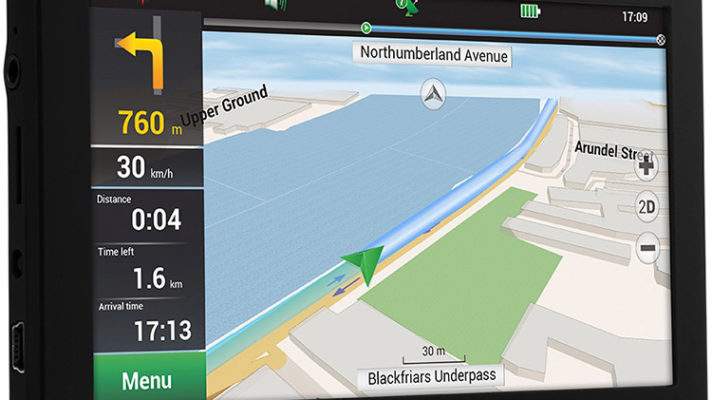 17:09
Northumberland Avenue
760 m
Upper Ground
Arundel Street
30 km/h
Distance
0:04
2D
Time left
1.6 km
Arrival time
17:13
30 m
Menu
Blackfriars Underpass